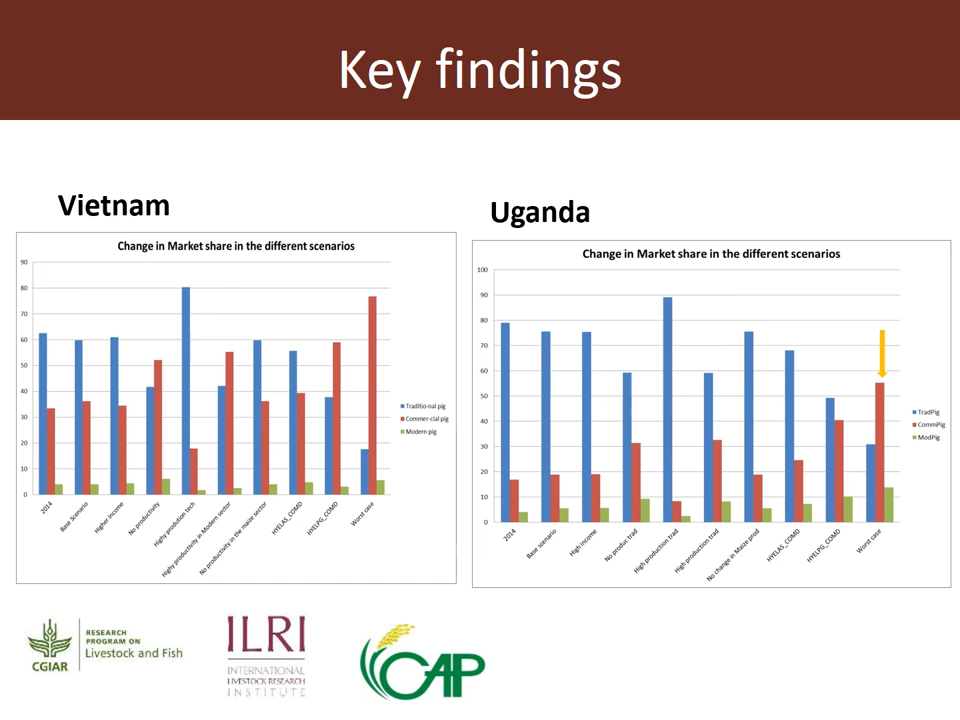 Key findings
Vietnam
Change in Market share in the different scenarios
90
80
70
60
50
40
30
20
10
0
2014
Base Scenario
Higher Income
No productivity
Highy prodution tech
Highy productivity in Modern sector
No productivity in the maize sector
HYELAS_COMD
HYELPG_COMD
Worst case
Traditio-nal pig
Commer-cial pig
Modern pig
Uganda
Change in Market share in the different scenarios
100
90
80
70
60
50
40
30
20
10
0
2014
Base scenario
High income
No produc trad
High production trad
High production trad
No change in Maize prod
HYELAS_COMD
HYELPG_COMD
Worst case
TradPig
CommPig
ModPig
CGIAR
RESEARCH
PROGRAM ON
Livestock and Fish
ILRI
INTERNATIONAL
LIVESTOCK RESEARCH
INSTITUTE
CAP